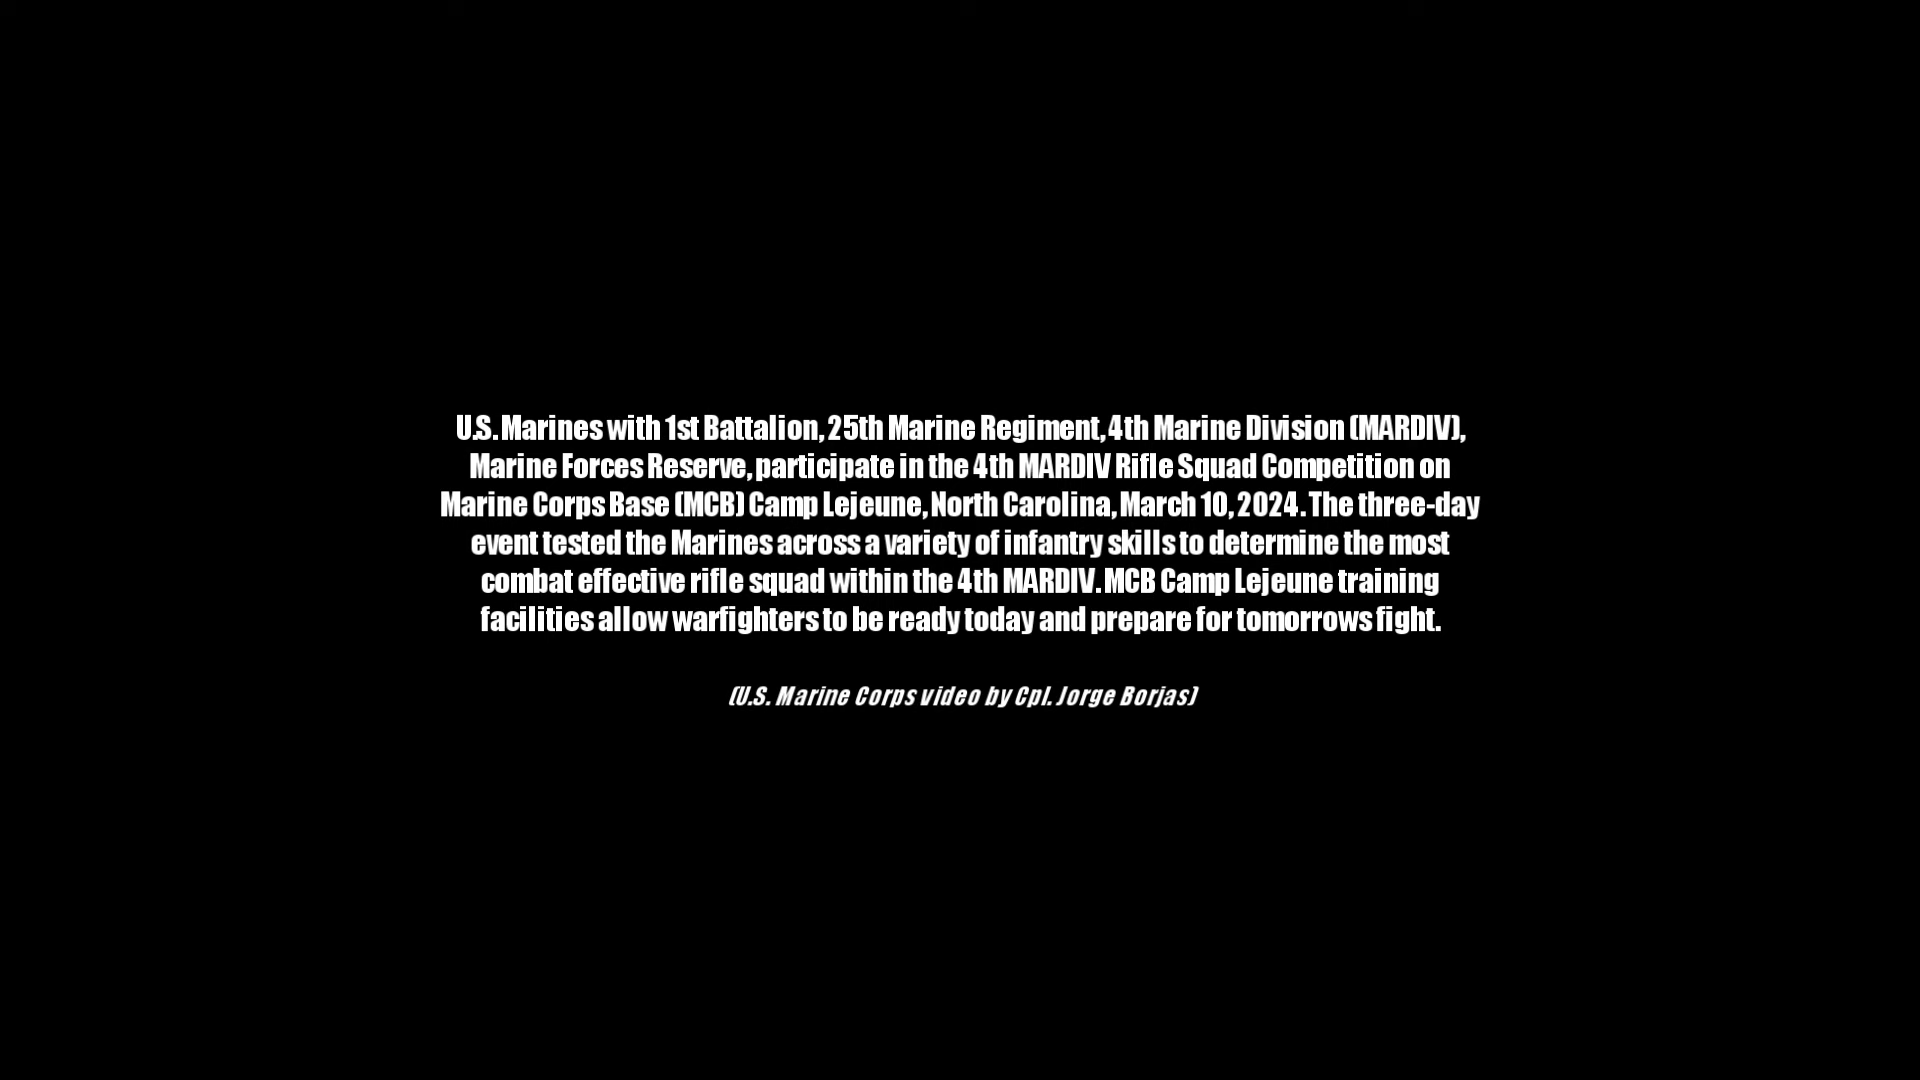 U.S. Marines with 1st Battalion, 25th Marine Regiment, 4th Marine Division (MARDIV),
Marine Forces Reserve, participate in the 4th MARDIV Rifle Squad Competition on
Marine Corps Base (MCB) Camp Lejeune, North Carolina, March 10, 2024. The three-day
event tested the Marines across a variety of infantry skills to determine the most
combat effective rifle squad within the 4th MARDIV. MCB Camp Lejeune training
facilities allow warfighters to be ready today and prepare for tomorrows fight.
(U.S. Marine Corps video by Cpl. Jorge Borjas)